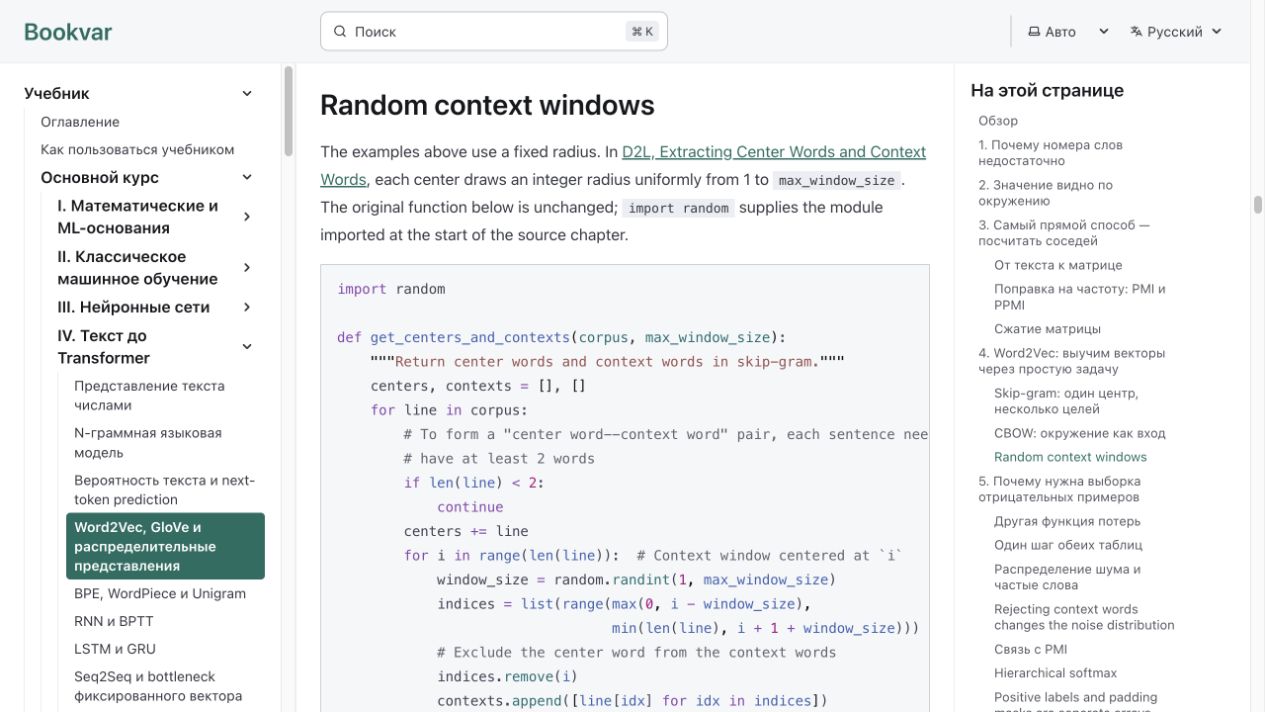 Bookvar
Поиск
⌘ K
Авто
Русский
Учебник
Оглавление
Как пользоваться учебником
Основной курс
I. Математические и
ML-основания
II. Классическое
машинное обучение
III. Нейронные сети
IV. Текст до
Transformer
Представление текста
числами
N-граммная языковая
модель
Вероятность текста и next-
token prediction
Word2Vec, GloVe и
распределительные
представления
BPE, WordPiece и Unigram
RNN и BPTT
LSTM и GRU
Seq2Seq и bottleneck
фиксированного вектора
Random context windows
The examples above use a fixed radius. In D2L, Extracting Center Words and Context
Words, each center draws an integer radius uniformly from 1 to max_window_size.
The original function below is unchanged; import random supplies the module
imported at the start of the source chapter.
import random
def get_centers_and_contexts(corpus, max_window_size):
"""Return center words and context words in skip-gram."""
centers, contexts = [], []
for line in corpus:
# To form a "center word--context word" pair, each sentence nee
# have at least 2 words
if len(line) < 2:
continue
centers += line
for i in range(len(line)):  # Context window centered at `i`
window_size = random.randint(1, max_window_size)
indices = list(range(max(0, i - window_size),
min(len(line), i + 1 + window_size)))
# Exclude the center word from the context words
indices.remove(i)
contexts.append([line[idx] for idx in indices])
На этой странице
Обзор
1. Почему номера слов
недостаточно
2. Значение видно по
окружению
3. Самый прямой способ —
посчитать соседей
От текста к матрице
Поправка на частоту: PMI и
PPMI
Сжатие матрицы
4. Word2Vec: выучим векторы
через простую задачу
Skip-gram: один центр,
несколько целей
CBOW: окружение как вход
Random context windows
5. Почему нужна выборка
отрицательных примеров
Другая функция потерь
Один шаг обеих таблиц
Распределение шума и
частые слова
Rejecting context words
changes the noise distribution
Связь с PMI
Hierarchical softmax
Positive labels and padding
masks are separate arrays